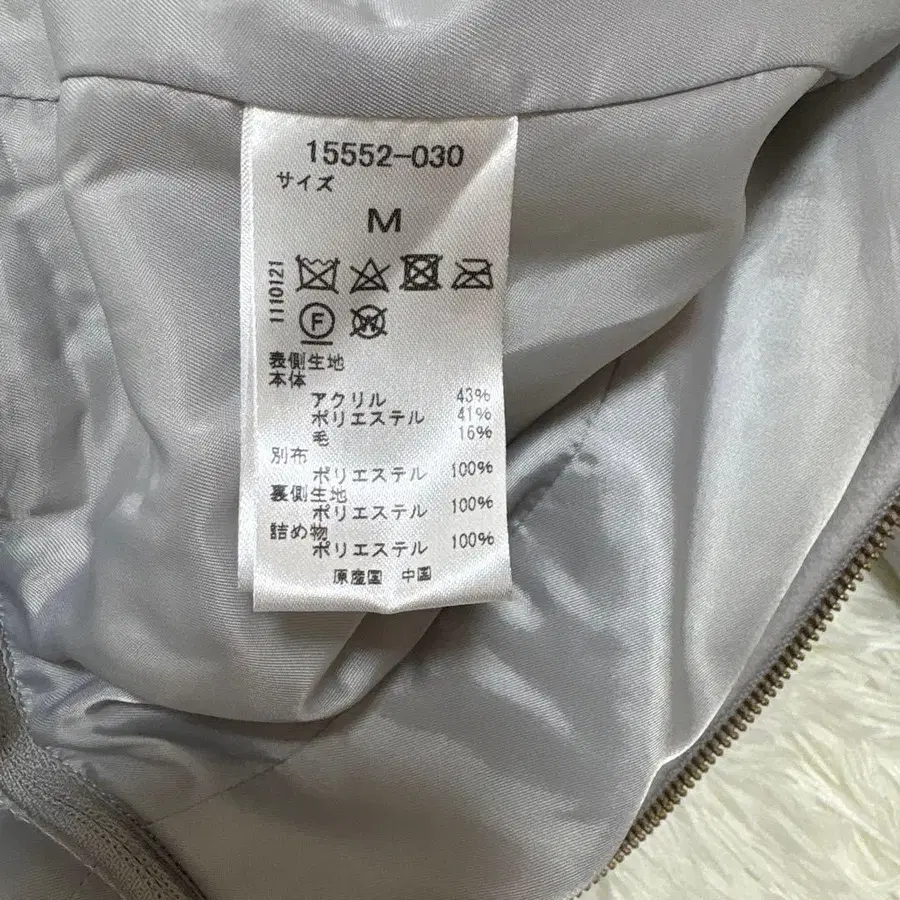 15552-030
サイズ
M
1110121
F
W
表側生地
本体
アクリル 43%
ポリエステル 41%
毛 16%
別布
ポリエステル 100%
裏側生地
ポリエステル 100%
詰め物
ポリエステル 100%
原産国 中国